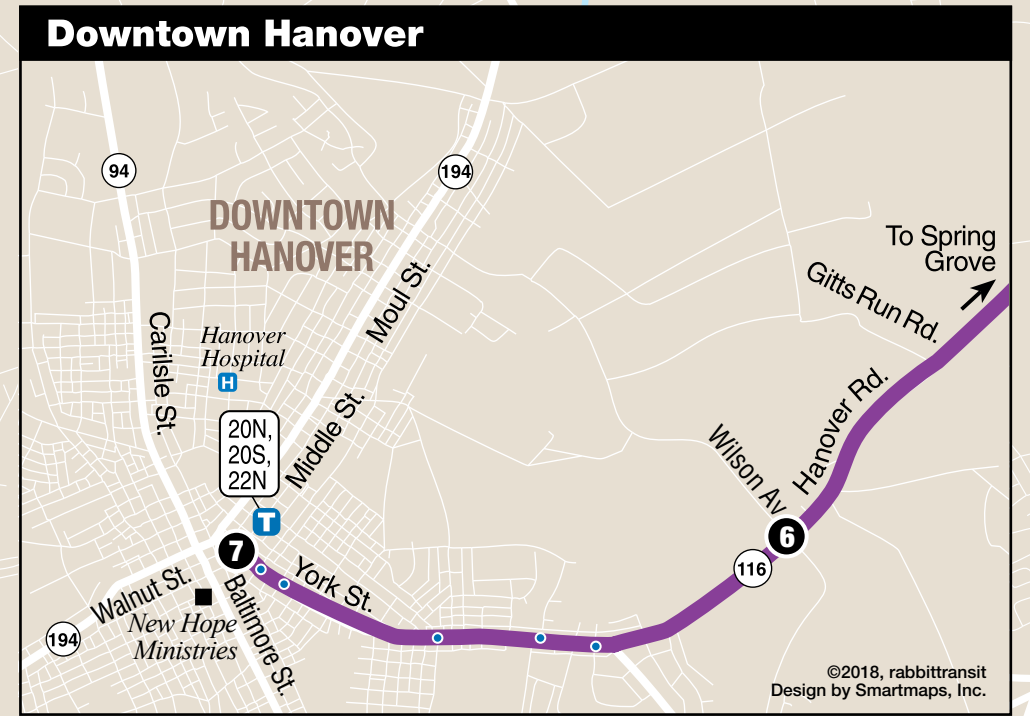 Downtown Hanover
94
194
DOWNTOWN
HANOVER
To Spring
Grove
Gitts Run Rd.
Moul St.
Carilsle St.
Hanover
Hospital
H
Hanover Rd.
20N,
20S,
22N
Middle St.
Wilson Av
T
7
6
116
York St.
Walnut St.
Baltimore St.
New Hope
Ministries
194
©2018, rabbittransit
Design by Smartmaps, Inc.